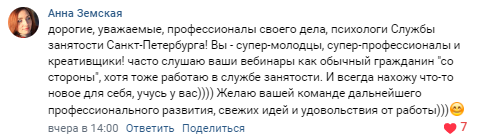 Анна Земская
дорогие, уважаемые, профессионалы своего дела, психологи Службы
занятости Санкт-Петербурга! Вы - супер-молодцы, супер-профессионалы и
креативщики! часто слушаю ваши вебинары как обычный гражданин "со
стороны", хотя тоже работаю в службе занятости. И всегда нахожу что-то
новое для себя, учусь у вас)))) Желаю вашей команде дальнейшего
профессионального развития, свежих идей и удовольствия от работы)))😊
вчера в 14:00 Ответить Поделиться 7